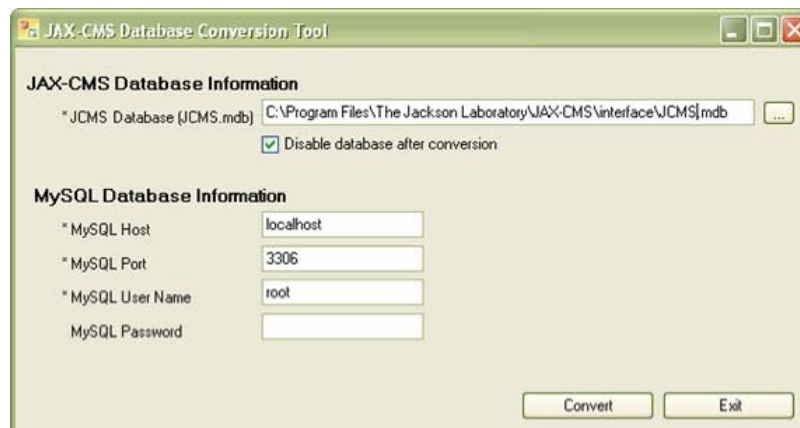 JAX-CMS Database Conversion Tool
JAX-CMS Database Information
* JCMS Database (JCMS.mdb) C:\Program Files\The Jackson Laboratory\JAX-CMS\interface\JCMS.mdb ...
Disable database after conversion
MySQL Database Information
* MySQL Host localhost
* MySQL Port 3306
* MySQL User Name root
MySQL Password
Convert Exit